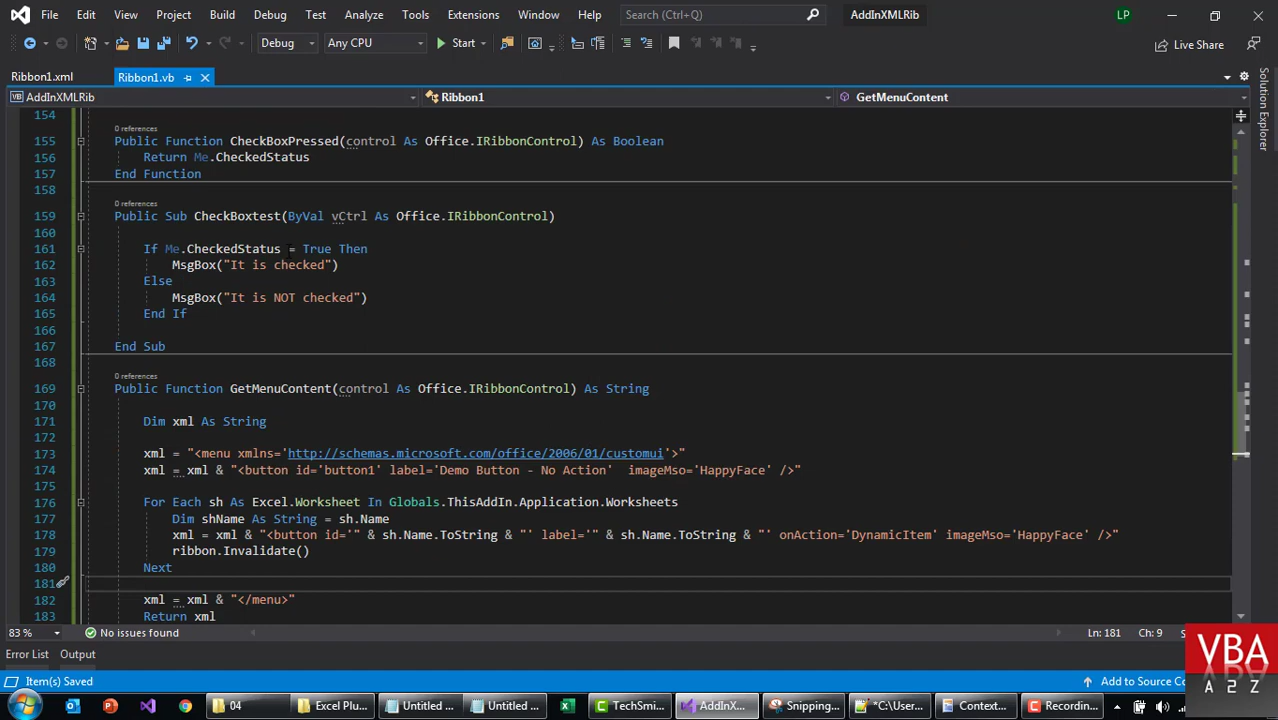 File Edit View Project Build Debug Test Analyze Tools Extensions Window Help Search (Ctrl+Q) AddInXMLRib LP
Debug Any CPU Start Live Share
Ribbon1.xml Ribbon1.vb
AddInXMLRib Ribbon1 GetMenuContent
Solution Explorer
154
0 references
155 Public Function CheckBoxPressed(control As Office.IRibbonControl) As Boolean
156 Return Me.CheckedStatus
157 End Function
158
0 references
159 Public Sub CheckBoxtest(ByVal vCtrl As Office.IRibbonControl)
160
161 If Me.CheckedStatus = True Then
162 MsgBox("It is checked")
163 Else
164 MsgBox("It is NOT checked")
165 End If
166
167 End Sub
168
0 references
169 Public Function GetMenuContent(control As Office.IRibbonControl) As String
170
171 Dim xml As String
172
173 xml = "<menu xmlns='http://schemas.microsoft.com/office/2006/01/customui'>"
174 xml = xml & "<button id='button1' label='Demo Button - No Action'  imageMso='HappyFace' />"
175
176 For Each sh As Excel.Worksheet In Globals.ThisAddIn.Application.Worksheets
177 Dim shName As String = sh.Name
178 xml = xml & "<button id='" & sh.Name.ToString & "' label='" & sh.Name.ToString & "' onAction='DynamicItem' imageMso='HappyFace' />"
179 ribbon.Invalidate()
180 Next
181
182 xml = xml & "</menu>"
183 Return xml
83 % No issues found Ln: 181 Ch: 9
Error List Output
Item(s) Saved Add to Source
VBA
A 2 Z
04 Excel Plu... Untitled ... Untitled ... TechSmi... AddInX... Snipping... *C:\User... Context... Recordin...